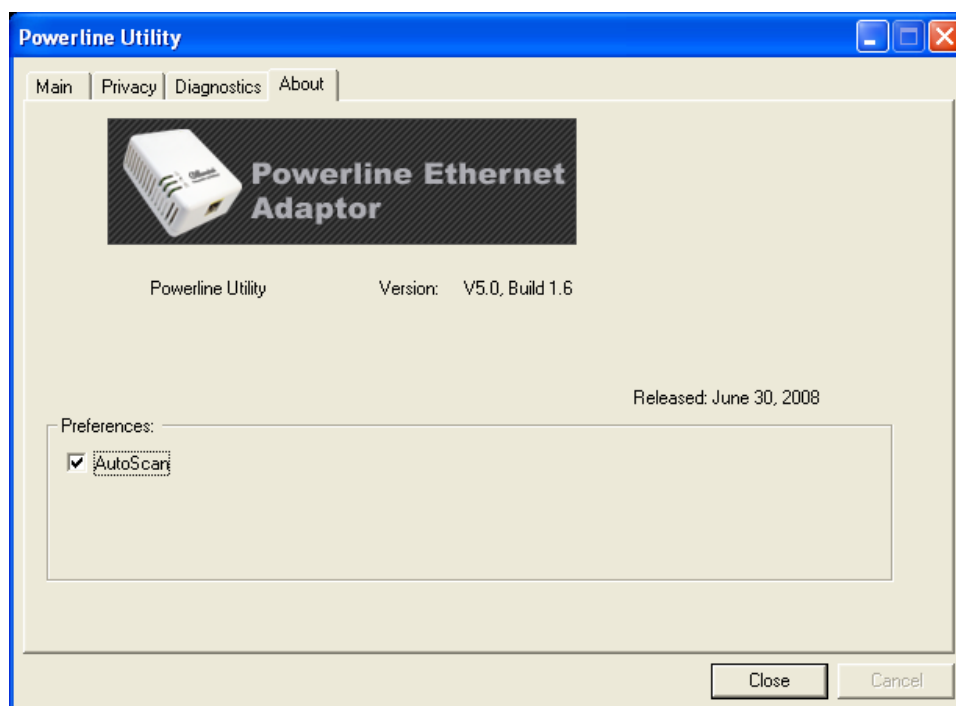 Powerline Utility
Main Privacy Diagnostics About
Powerline Ethernet
Adaptor
Powerline Utility Version: V5.0, Build 1.6
Released: June 30, 2008
Preferences:
AutoScan
Close Cancel